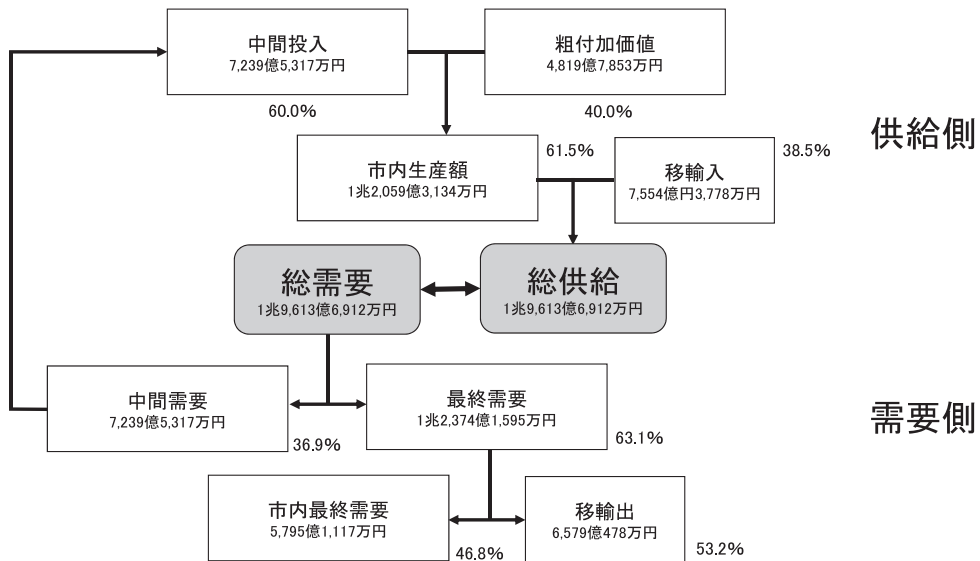 中間投入
7,239億5,317万円
粗付加価値
4,819億7,853万円
60.0%
40.0%
供給側
市内生産額
1兆2,059億3,134万円
61.5%
移輸入
7,554億円3,778万円
38.5%
総需要
1兆9,613億6,912万円
総供給
1兆9,613億6,912万円
中間需要
7,239億5,317万円
36.9%
最終需要
1兆2,374億1,595万円
63.1%
需要側
市内最終需要
5,795億1,117万円
46.8%
移輸出
6,579億478万円
53.2%